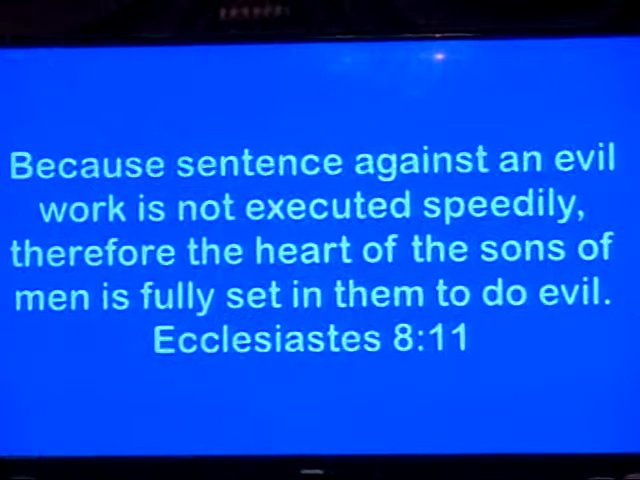 Because sentence against an evil
work is not executed speedily,
therefore the heart of the sons of
men is fully set in them to do evil.
Ecclesiastes 8:11